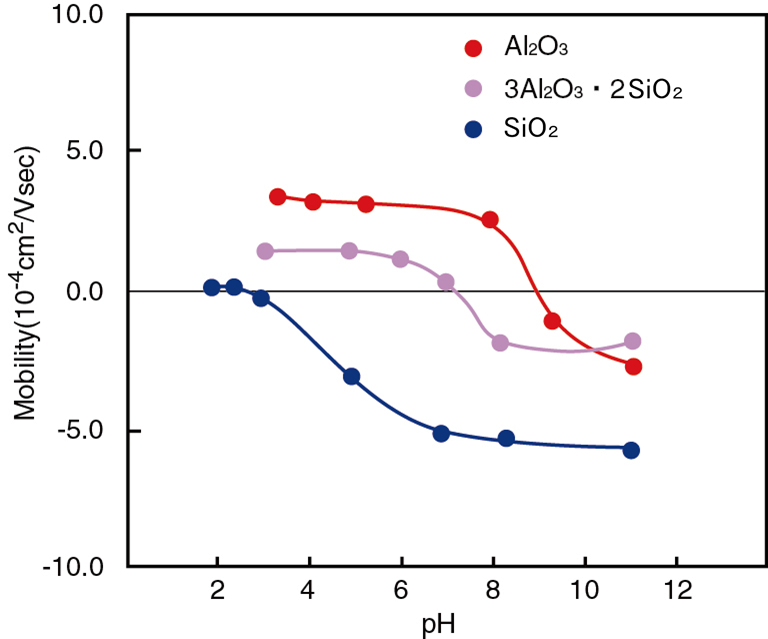 10.0
5.0
0.0
-5.0
-10.0
Mobility(10⁻⁴cm²/Vsec)
Al₂O₃
3Al₂O₃・2SiO₂
SiO₂
2 4 6 8 10 12
pH